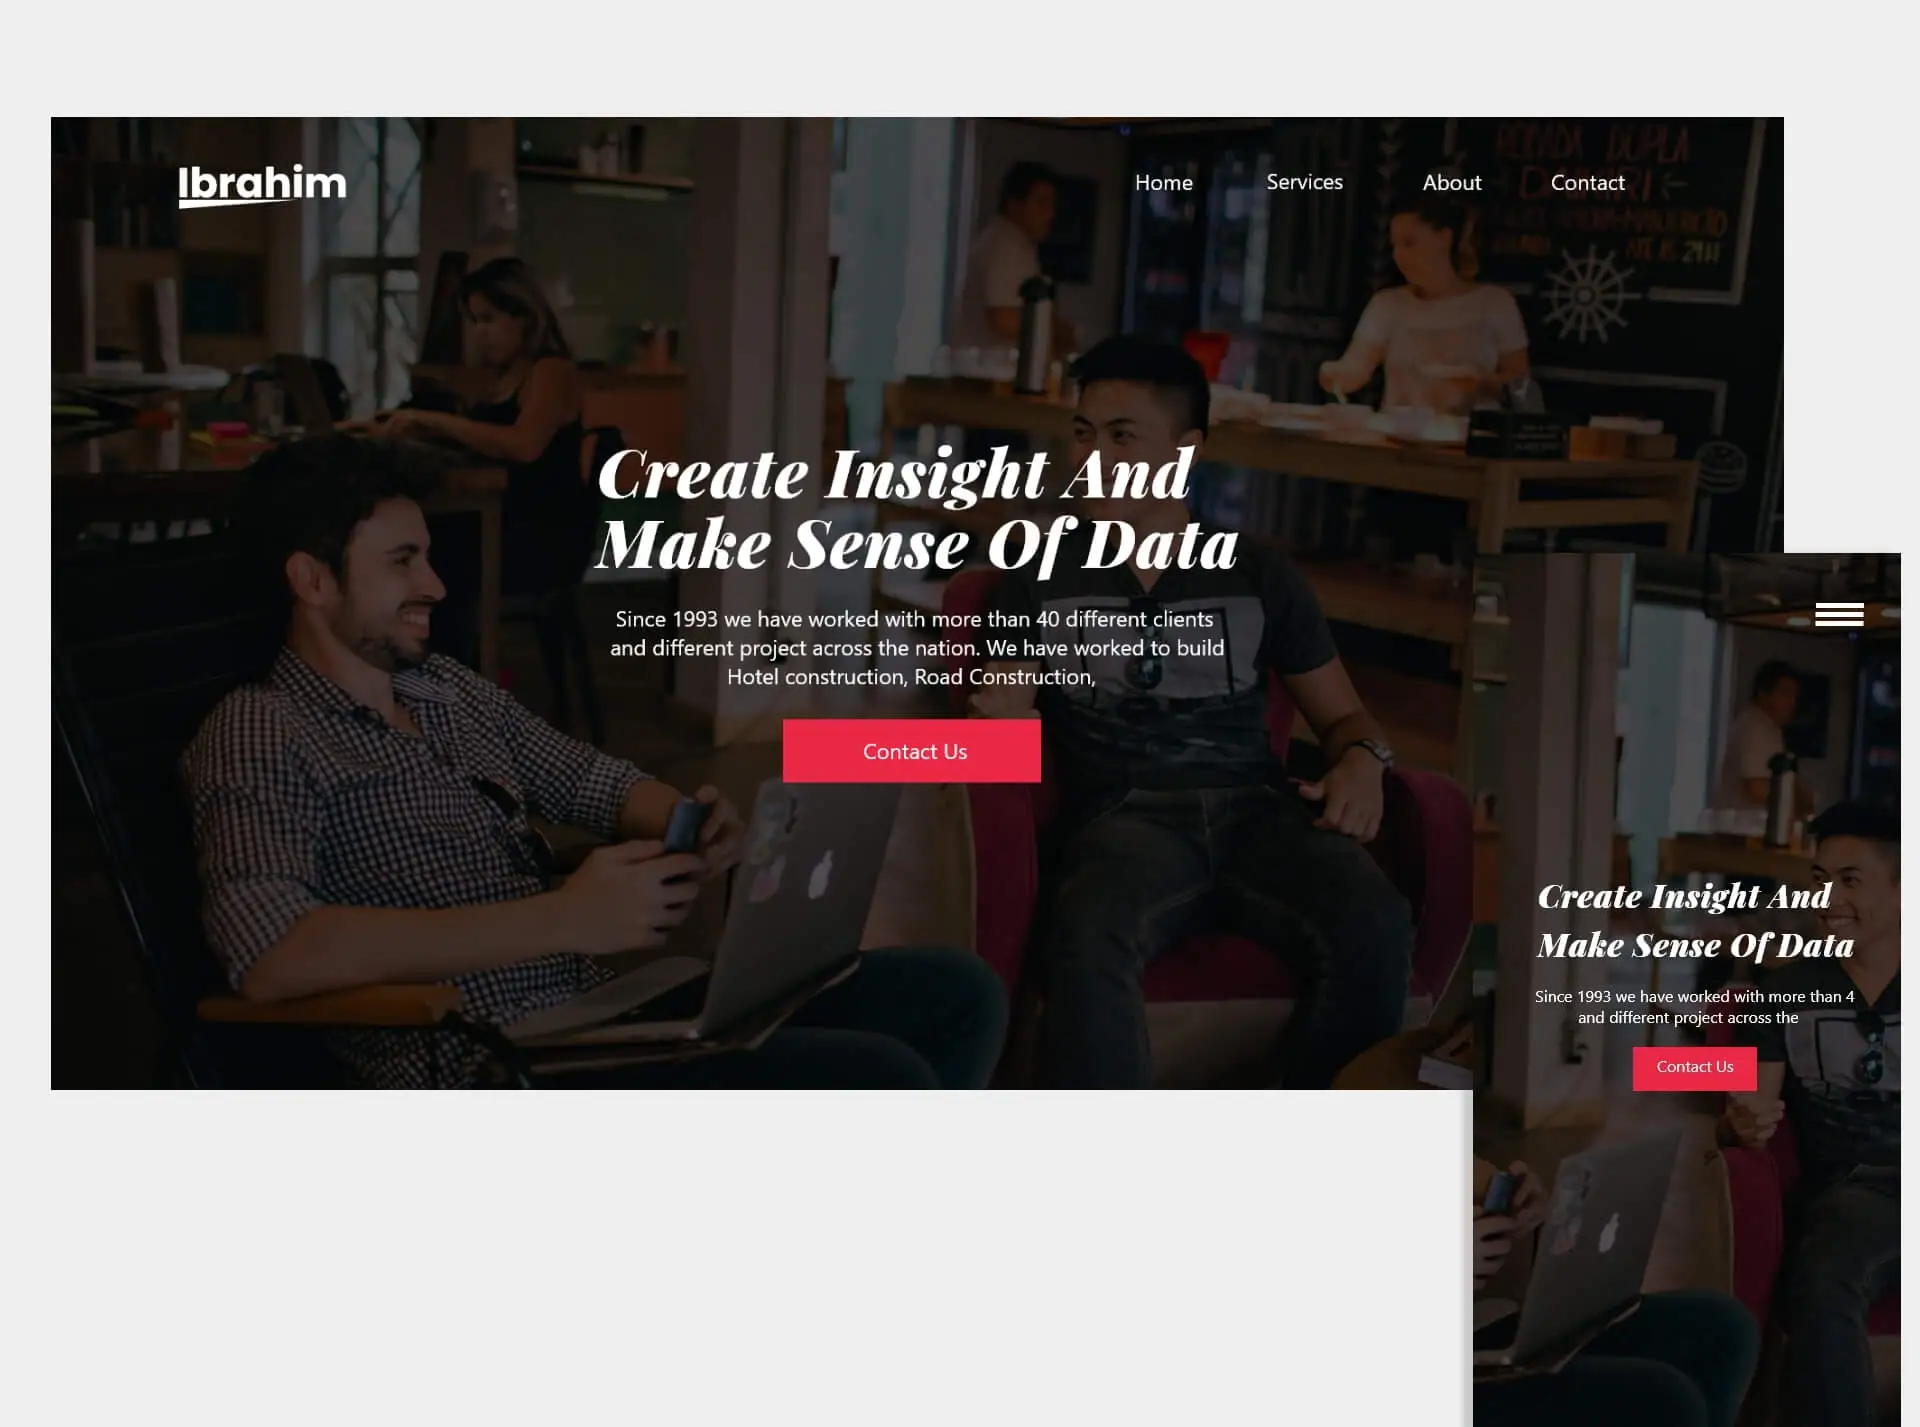 Ibrahim
Home Services About Contact
DUPLA
Create Insight And
Make Sense Of Data
Since 1993 we have worked with more than 40 different clients
and different project across the nation. We have worked to build
Hotel construction, Road Construction,
Contact Us
Create Insight And
Make Sense Of Data
Since 1993 we have worked with more than 4
and different project across the
Contact Us